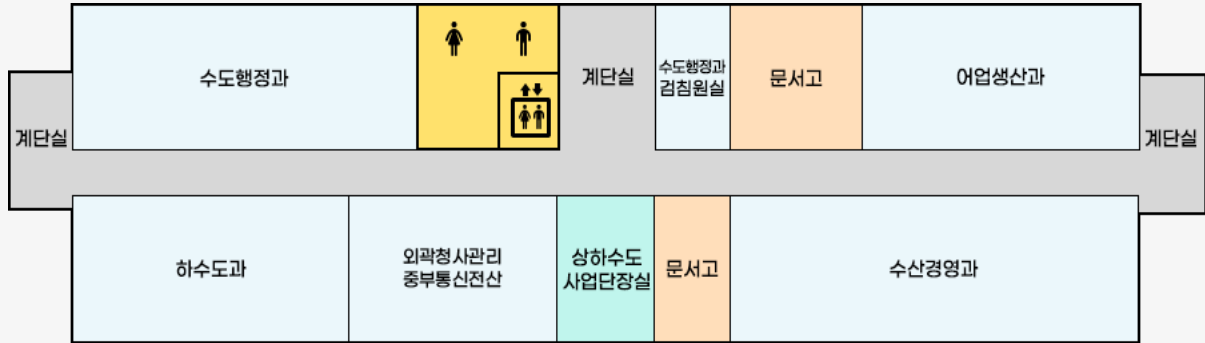 수도행정과
계단실
수도행정과
검침원실
문서고
어업생산과
계단실
계단실
하수도과
외곽청사관리
중부통신전산
상하수도
사업단장실
문서고
수산경영과